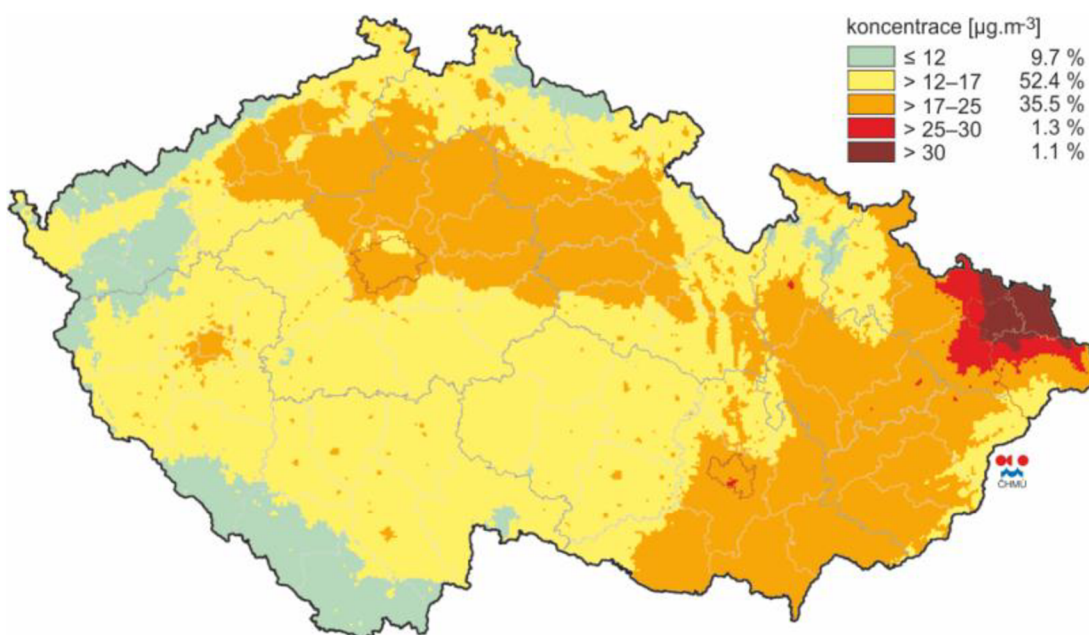 koncentrace [µg.m-³]
≤ 12 9.7 %
> 12–17 52.4 %
> 17–25 35.5 %
> 25–30 1.3 %
> 30 1.1 %
ČHMÚ